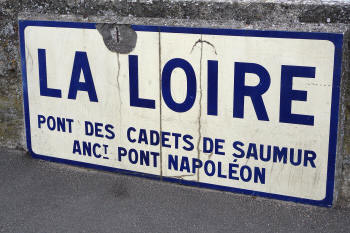 LA LOIRE
PONT DES CADETS DE SAUMUR
ANCT PONT NAPOLÉON